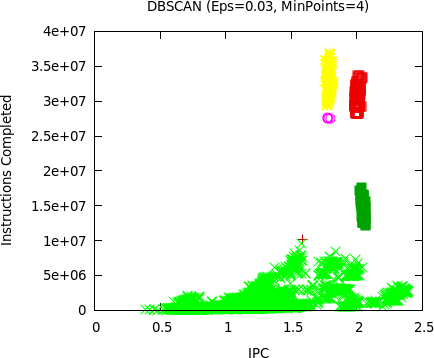 DBSCAN (Eps=0.03, MinPoints=4)
4e+07
3.5e+07
3e+07
2.5e+07
2e+07
1.5e+07
1e+07
5e+06
0
Instructions Completed
0 0.5 1 1.5 2 2.5
IPC